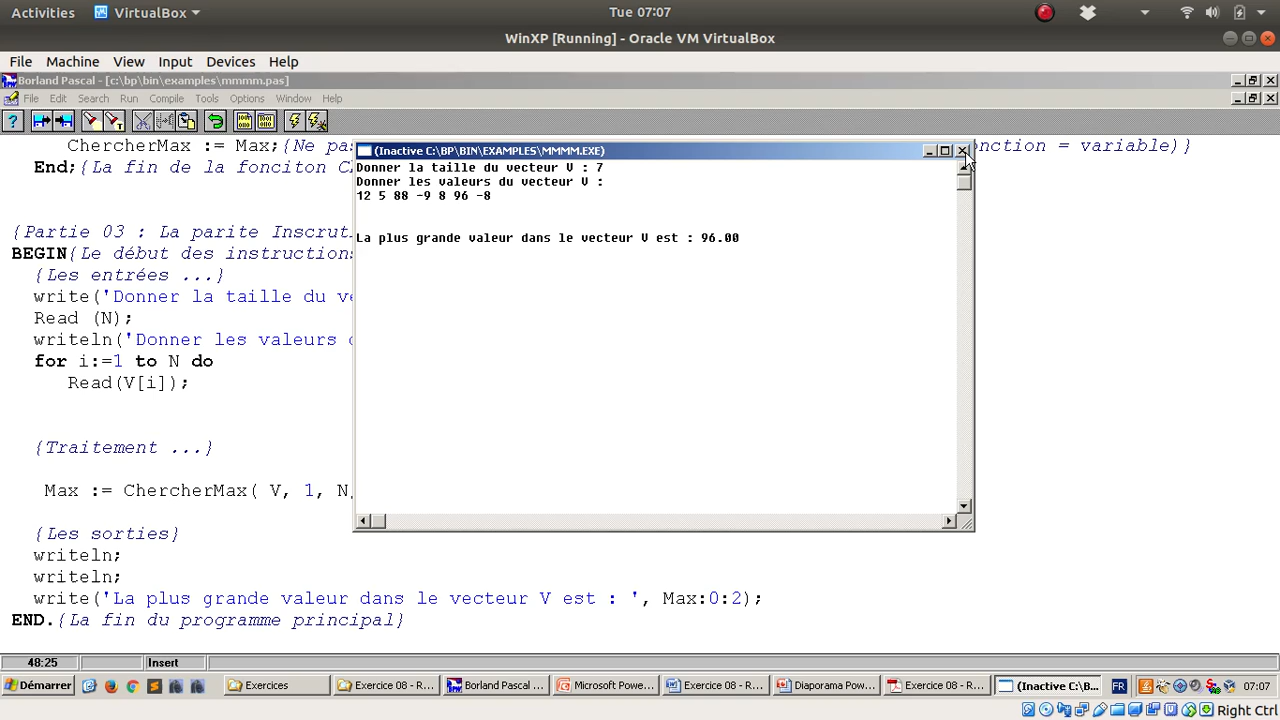 Activities VirtualBox Tue 07:07
WinXP [Running] - Oracle VM VirtualBox
File Machine View Input Devices Help
Borland Pascal - [c:\bp\bin\examples\mmmm.pas]
File Edit Search Run Compile Tools Options Window Help
ChercherMax := Max;{Ne pas
onction = variable)}
End;{La fin de la fonciton C
(Inactive C:\BP\BIN\EXAMPLES\MMMM.EXE)
Donner la taille du vecteur V : 7
Donner les valeurs du vecteur V :
12 5 88 -9 8 96 -8
La plus grande valeur dans le vecteur V est : 96.00
{Partie 03 : La parite Inscrut
BEGIN{Le début des instructions
{Les entrées ...}
write('Donner la taille du ve
Read (N);
writeln('Donner les valeurs d
for i:=1 to N do
Read(V[i]);
{Traitement ...}
Max := ChercherMax( V, 1, N
{Les sorties}
writeln;
writeln;
write('La plus grande valeur dans le vecteur V est : ', Max:0:2);
END.{La fin du programme principal}
48:25 Insert
Démarrer Exercices Exercice 08 - R... Borland Pascal ... Microsoft Powe... Exercice 08 - R... Diaporama Pow... Exercice 08 - R... (Inactive C:\B... FR 07:07
Right Ctrl